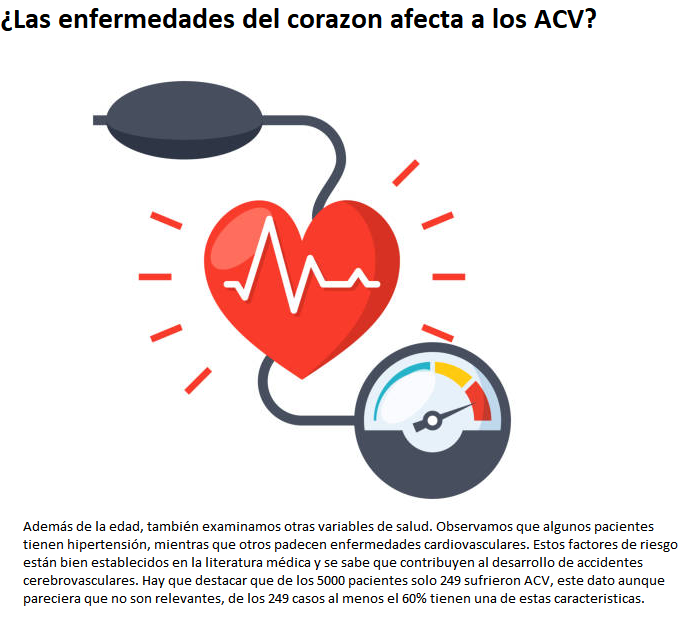 ¿Las enfermedades del corazon afecta a los ACV?
Además de la edad, también examinamos otras variables de salud. Observamos que algunos pacientes
tienen hipertensión, mientras que otros padecen enfermedades cardiovasculares. Estos factores de riesgo
están bien establecidos en la literatura médica y se sabe que contribuyen al desarrollo de accidentes
cerebrovasculares. Hay que destacar que de los 5000 pacientes solo 249 sufrieron ACV, este dato aunque
pareciera que no son relevantes, de los 249 casos al menos el 60% tienen una de estas caracteristicas.